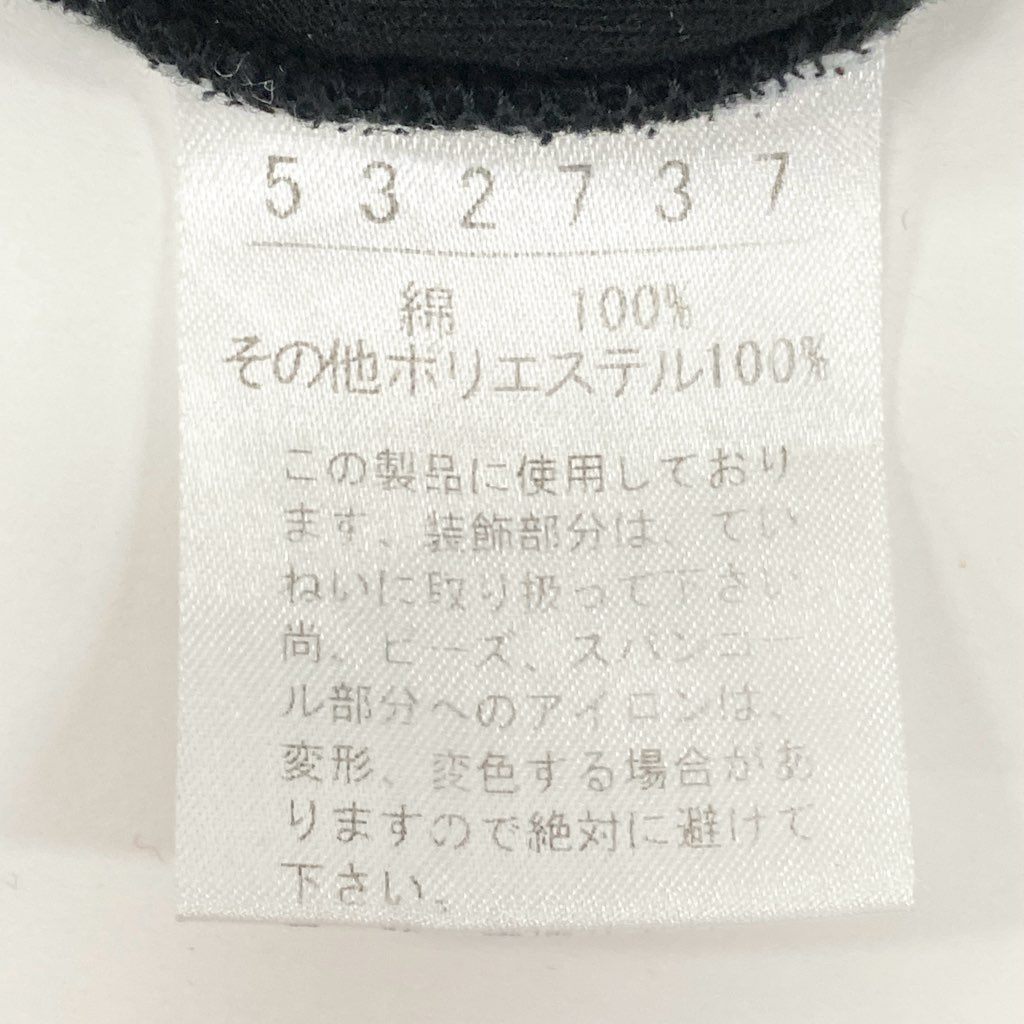 532737
綿 100%
その他ポリエステル100%
この製品に使用しており
ます、装飾部分は、てい
ねいに取り扱って下さい
尚、ビーズ、スパンコー
ル部分へのアイロンは、
変形、変色する場合があ
りますので絶対に避けて
下さい。